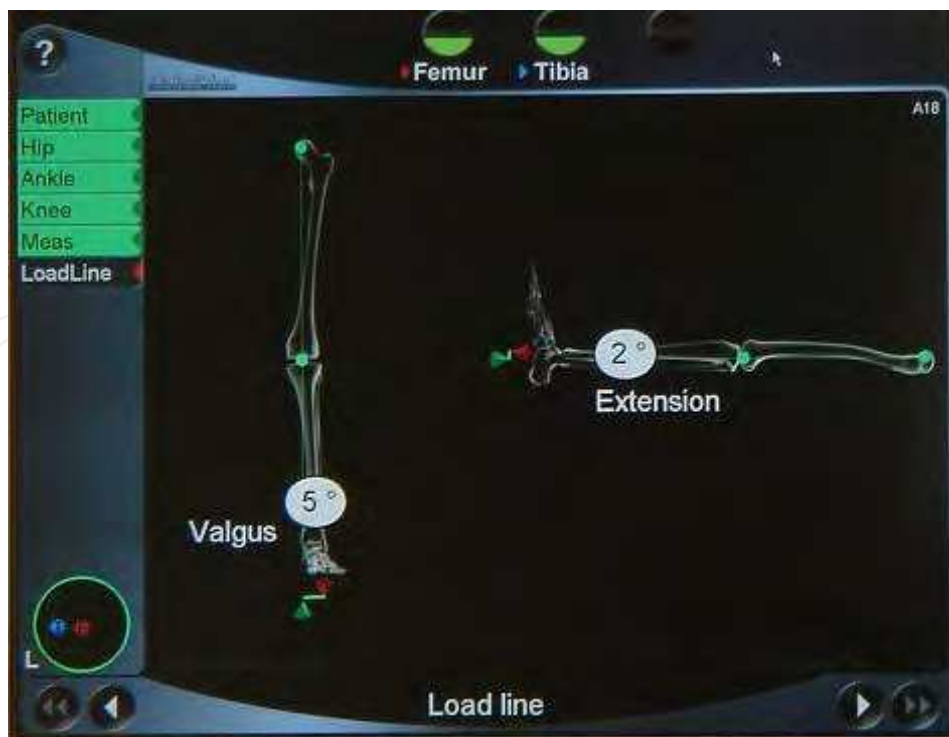 ?
Femur Tibia
A18
Patient
Hip
Ankle
Knee
Meas
LoadLine
2 °
Extension
5 °
Valgus
L
Load line